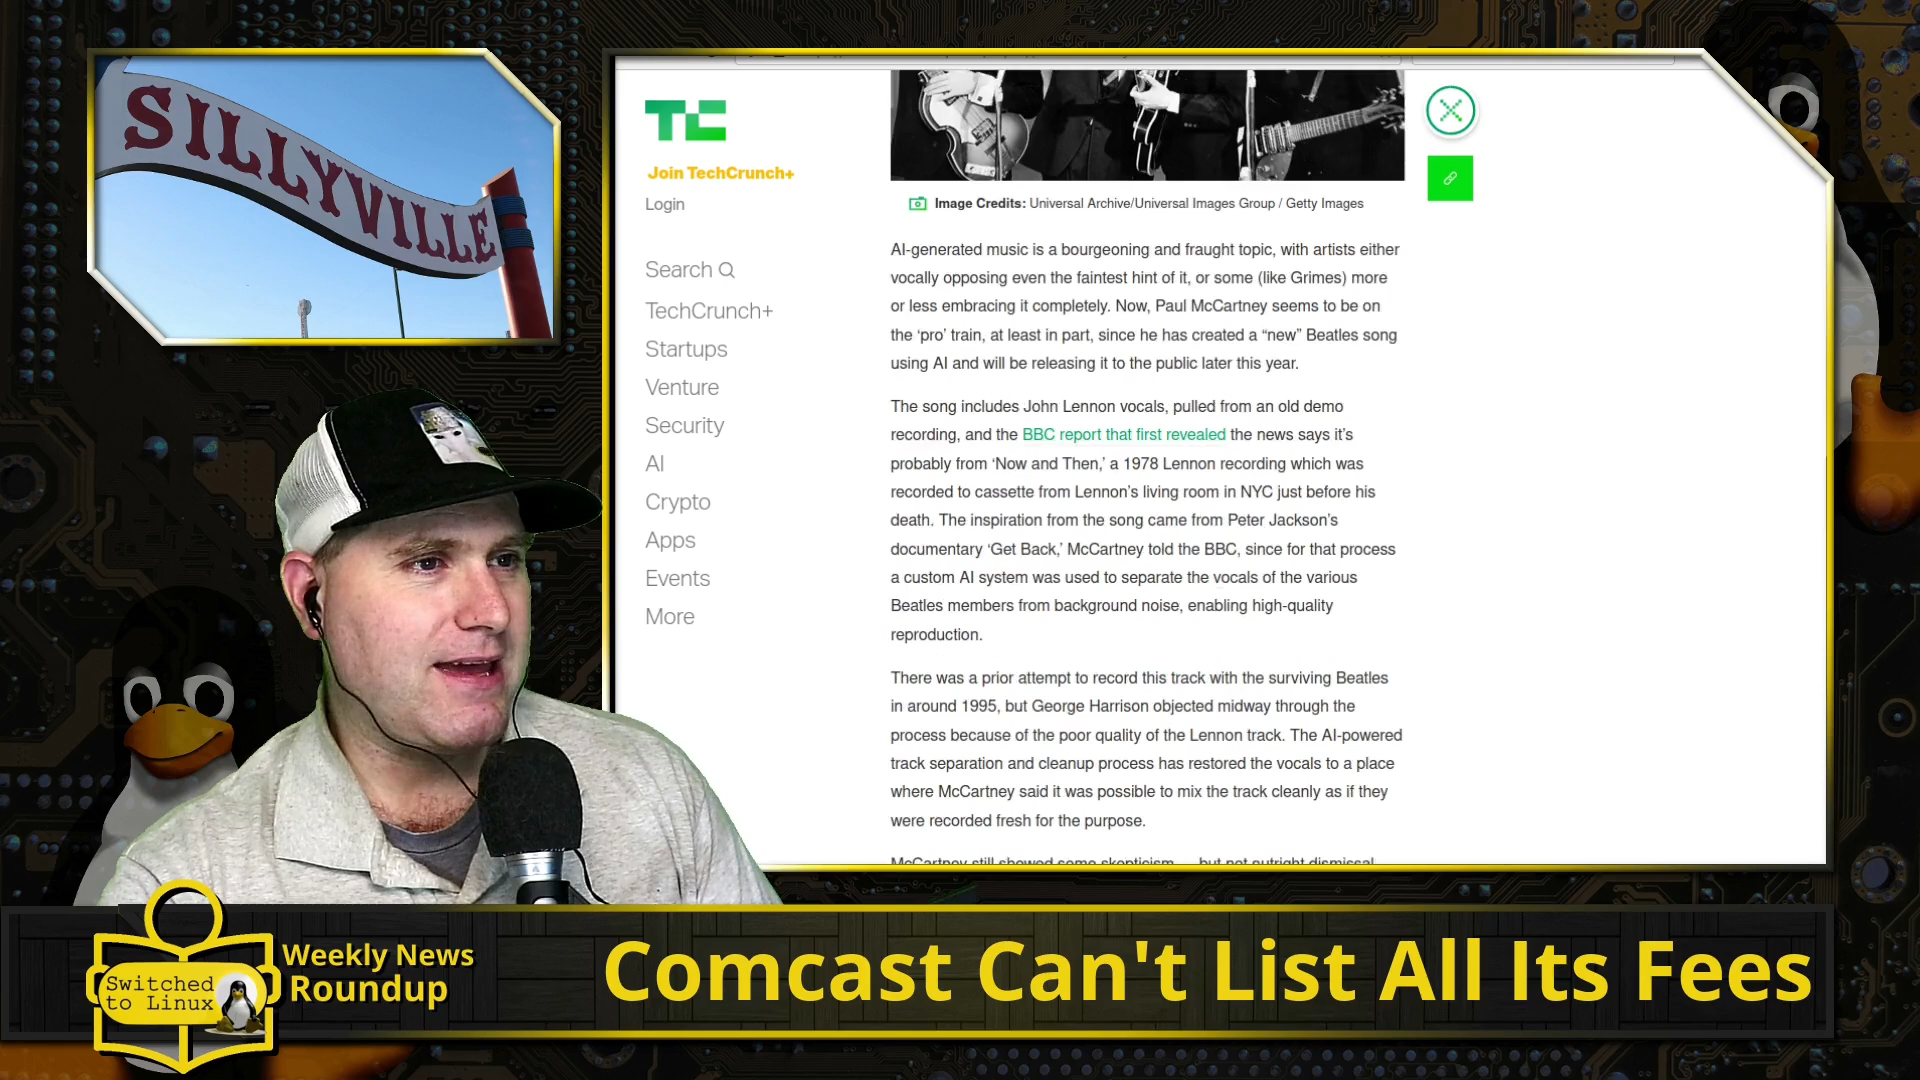 SILLYVILLE
TC
Join TechCrunch+
Login
Search
TechCrunch+
Startups
Venture
Security
AI
Crypto
Apps
Events
More
Image Credits: Universal Archive/Universal Images Group / Getty Images
AI-generated music is a bourgeoning and fraught topic, with artists either
vocally opposing even the faintest hint of it, or some (like Grimes) more
or less embracing it completely. Now, Paul McCartney seems to be on
the ‘pro’ train, at least in part, since he has created a “new” Beatles song
using AI and will be releasing it to the public later this year.
The song includes John Lennon vocals, pulled from an old demo
recording, and the BBC report that first revealed the news says it’s
probably from ‘Now and Then,’ a 1978 Lennon recording which was
recorded to cassette from Lennon’s living room in NYC just before his
death. The inspiration from the song came from Peter Jackson’s
documentary ‘Get Back,’ McCartney told the BBC, since for that process
a custom AI system was used to separate the vocals of the various
Beatles members from background noise, enabling high-quality
reproduction.
There was a prior attempt to record this track with the surviving Beatles
in around 1995, but George Harrison objected midway through the
process because of the poor quality of the Lennon track. The AI-powered
track separation and cleanup process has restored the vocals to a place
where McCartney said it was possible to mix the track cleanly as if they
were recorded fresh for the purpose.
McCartney still showed some skepticism — but not outright dismissal
Switched
to Linux
Weekly News
Roundup
Comcast Can't List All Its Fees